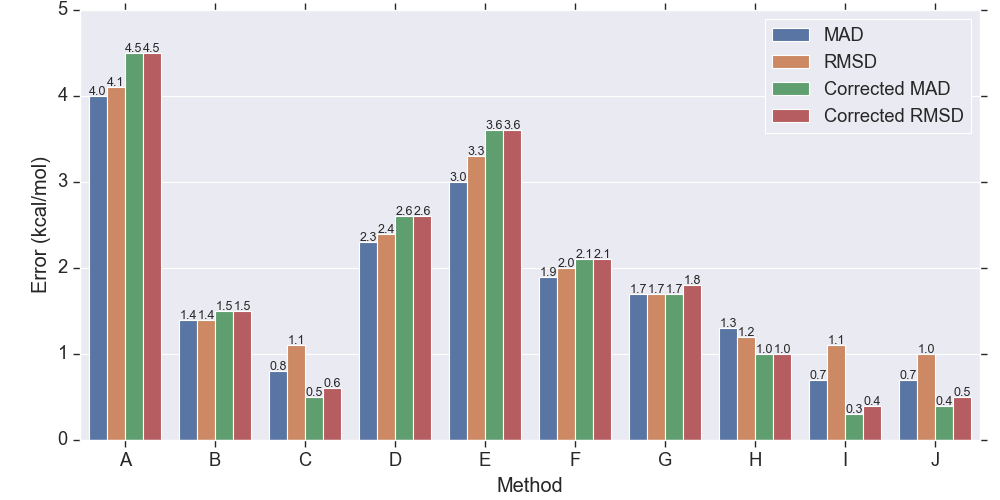 5
4
3
2
1
0
Error (kcal/mol)
MAD
RMSD
Corrected MAD
Corrected RMSD
4.0 4.1 4.5 4.5
1.4 1.4 1.5 1.5
0.8 1.1 0.5 0.6
2.3 2.4 2.6 2.6
3.0 3.3 3.6 3.6
1.9 2.0 2.1 2.1
1.7 1.7 1.7 1.8
1.3 1.2 1.0 1.0
0.7 1.1 0.3 0.4
0.7 1.0 0.4 0.5
A B C D E F G H I J
Method